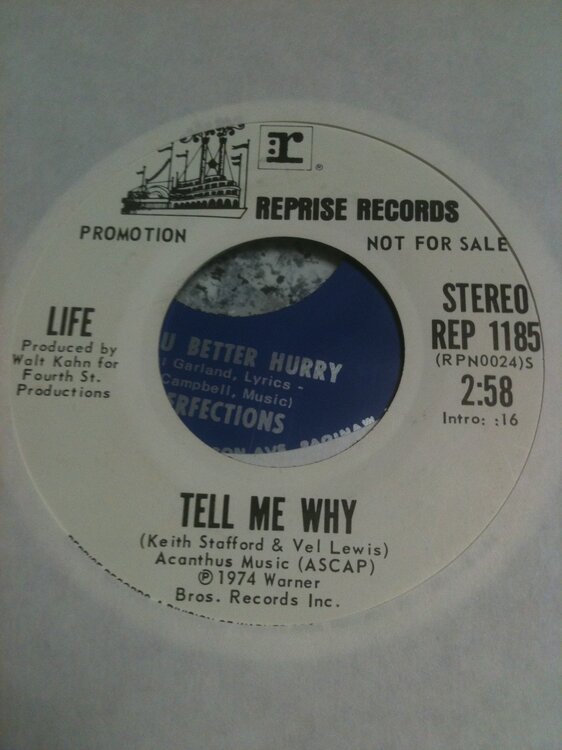 r
REPRISE RECORDS
PROMOTION
NOT FOR SALE
LIFE
Produced by
Walt Kahn for
Fourth St.
Productions
STEREO
REP 1185
(RPN0024)S
2:58
Intro: :16
BETTER HURRY
Garland, Lyrics -
Campbell, Music)
TELL ME WHY
(Keith Stafford & Vel Lewis)
Acanthus Music (ASCAP)
℗1974 Warner
Bros. Records Inc.